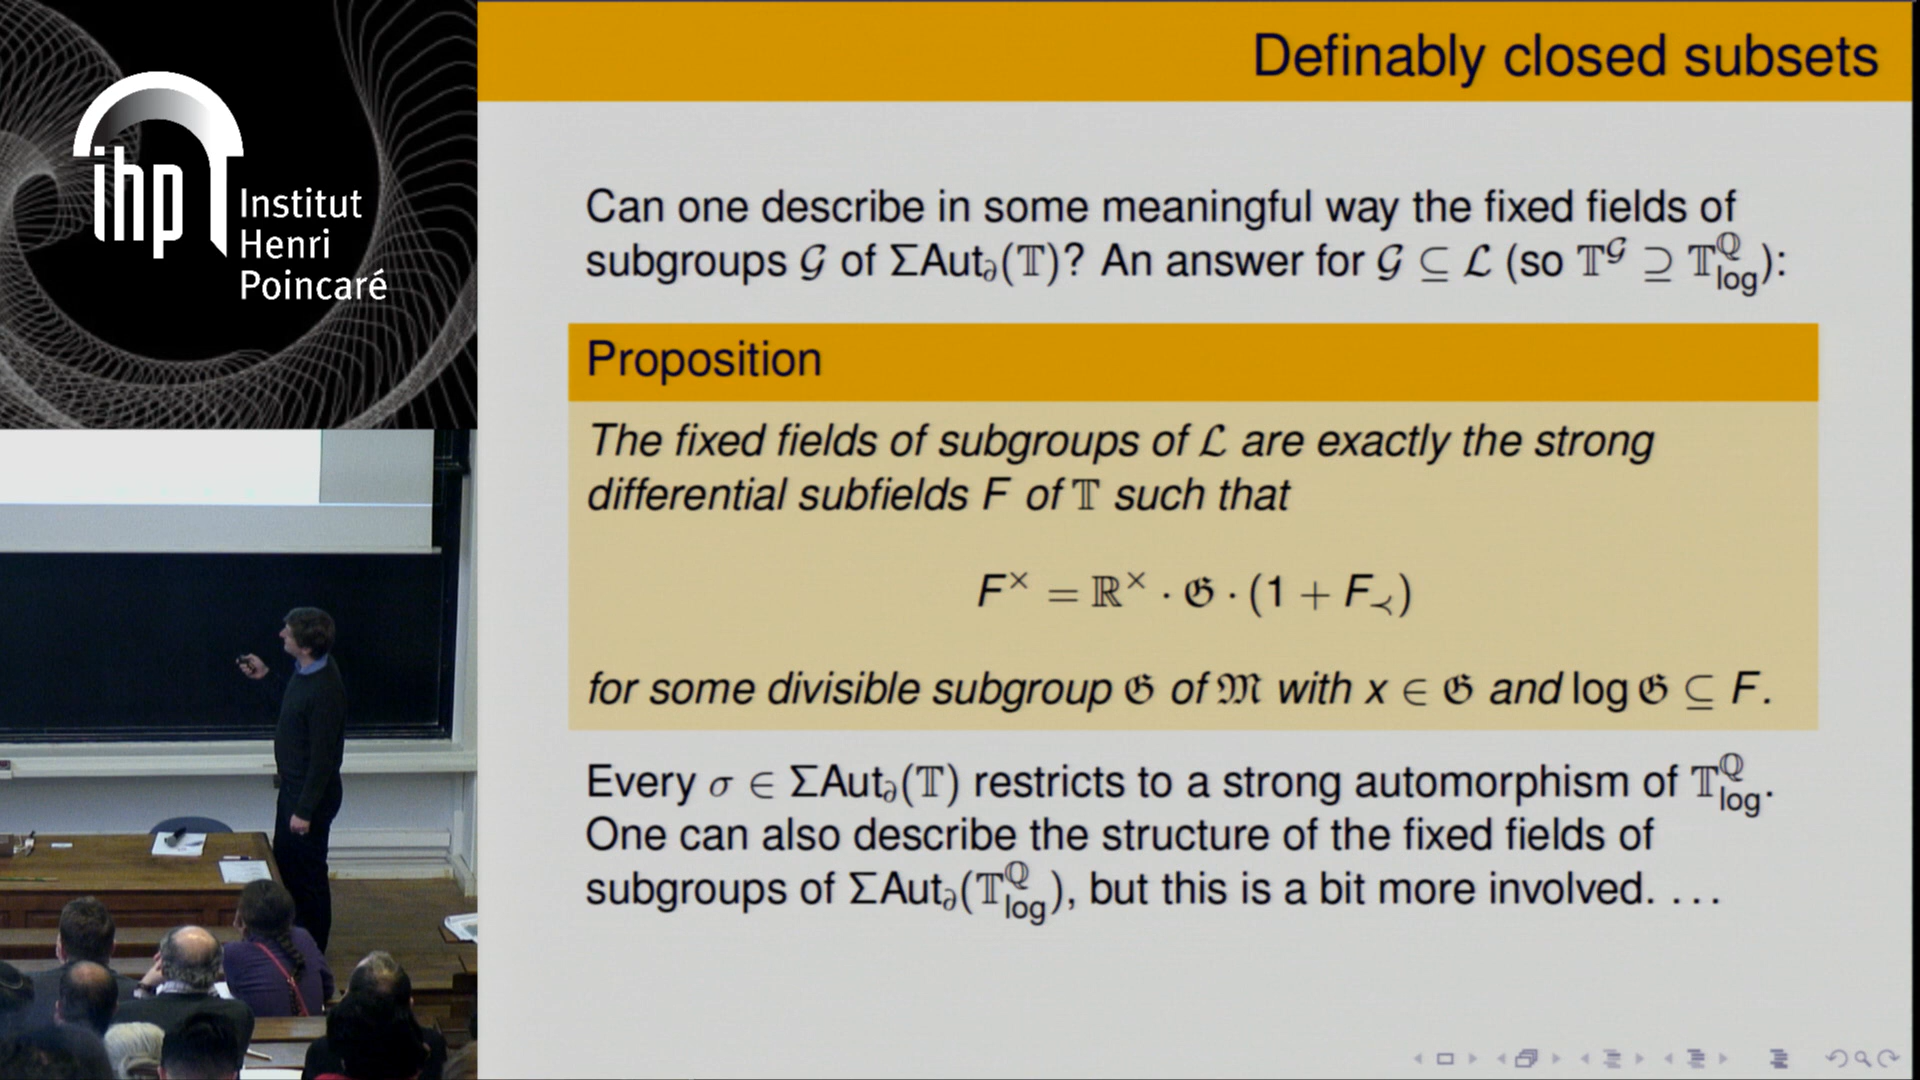 ihp
Institut
Henri
Poincaré
Definably closed subsets
Can one describe in some meaningful way the fixed fields of
subgroups 𝒢 of ΣAut∂(𝕋)? An answer for 𝒢 ⊆ ℒ (so 𝕋^𝒢 ⊇ 𝕋^ℚ_log):
Proposition
The fixed fields of subgroups of ℒ are exactly the strong
differential subfields F of 𝕋 such that
F^× = ℝ^× · 𝔊 · (1 + F_≺)
for some divisible subgroup 𝔊 of 𝔐 with x ∈ 𝔊 and log 𝔊 ⊆ F.
Every σ ∈ ΣAut∂(𝕋) restricts to a strong automorphism of 𝕋^ℚ_log.
One can also describe the structure of the fixed fields of
subgroups of ΣAut∂(𝕋^ℚ_log), but this is a bit more involved. . . .